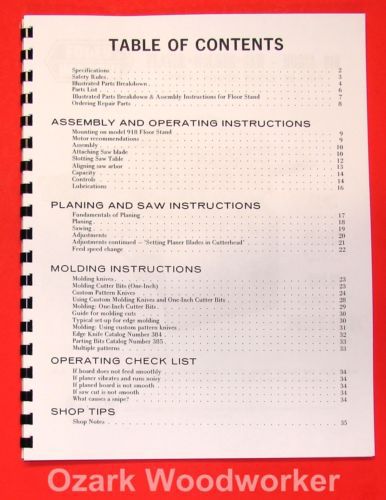 TABLE OF CONTENTS
Specifications 2
Safety Rules 3
Illustrated Parts Breakdown 4
Parts List 6
Illustrated Parts Breakdown & Assembly Instructions for Floor Stand 7
Ordering Repair Parts 8
ASSEMBLY AND OPERATING INSTRUCTIONS
Mounting on model 918 Floor Stand 9
Motor recommendations 9
Assembly 10
Attaching Saw blade 10
Slotting Saw Table 12
Aligning saw arbor 13
Capacity 14
Controls 14
Lubrications 16
PLANING AND SAW INSTRUCTIONS
Fundamentals of Planing 17
Planing 18
Sawing 19
Adjustments 20
Adjustments continued — 'Setting Planer Blades in Cutterhead' 21
Feed speed change 22
MOLDING INSTRUCTIONS
Molding knives 23
Molding Cutter Bits (One-Inch) 23
Custom Pattern Knives 24
Using Custom Molding Knives and One-Inch Cutter Bits 28
Molding: One-Inch Cutter Bits 29
Guide for molding cuts 30
Typical set-up for edge molding 30
Molding: Using custom pattern knives 31
Edge Knife Catalog Number 384 32
Parting Bits Catalog Number 385 33
Multiple patterns 33
OPERATING CHECK LIST
If board does not feed smoothly 34
If planer vibrates and runs noisy 34
If planed board is not smooth 34
If saw cut is not smooth 34
What causes a snipe? 34
SHOP TIPS
Shop Notes 35
Ozark Woodworker